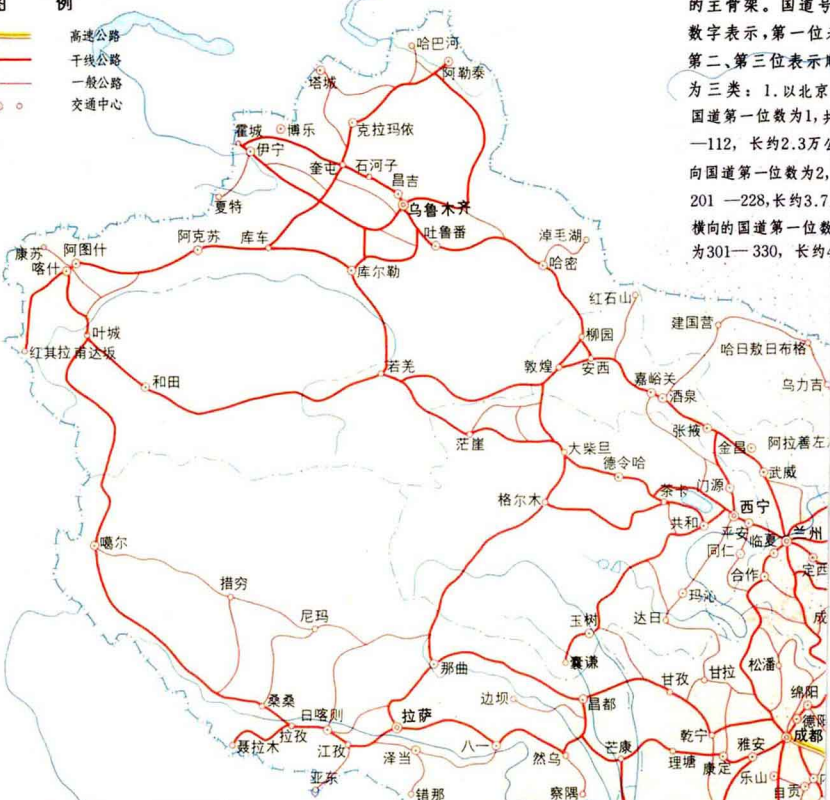 例
高速公路
干线公路
一般公路
交通中心
的主骨架。国道号
数字表示，第一位
第二、第三位表示
为三类：1.以北京
国道第一位数为1,
—112，长约2.3万
向国道第一位数为2,
201 —228,长约3.7
横向的国道第一位数
为301— 330，长约
哈巴河
阿勒泰
塔城
克拉玛依
霍城
博乐
伊宁
奎屯
石河子
昌吉
乌鲁木齐
夏特
吐鲁番
淖毛湖
哈密
康苏
阿图什
喀什
阿克苏
库车
库尔勒
红石山
建国营
哈日敖日布格
乌力吉
柳园
叶城
红其拉甫达坂
和田
若羌
敦煌
安西
嘉峪关
酒泉
张掖
金昌
阿拉善左
武威
茫崖
大柴旦
德令哈
茶卡
门源
格尔木
西宁
共和
平安
临夏
兰州
同仁
合作
定西
噶尔
措穷
尼玛
玛沁
达日
玉树
囊谦
成
那曲
甘孜
甘拉
松潘
桑桑
日喀则
拉萨
边坝
昌都
绵阳
德阳
聂拉木
拉孜
江孜
泽当
八一
然乌
芒康
理塘
乾宁
康定
雅安
成都
亚东
错那
察隅
乐山
自贡